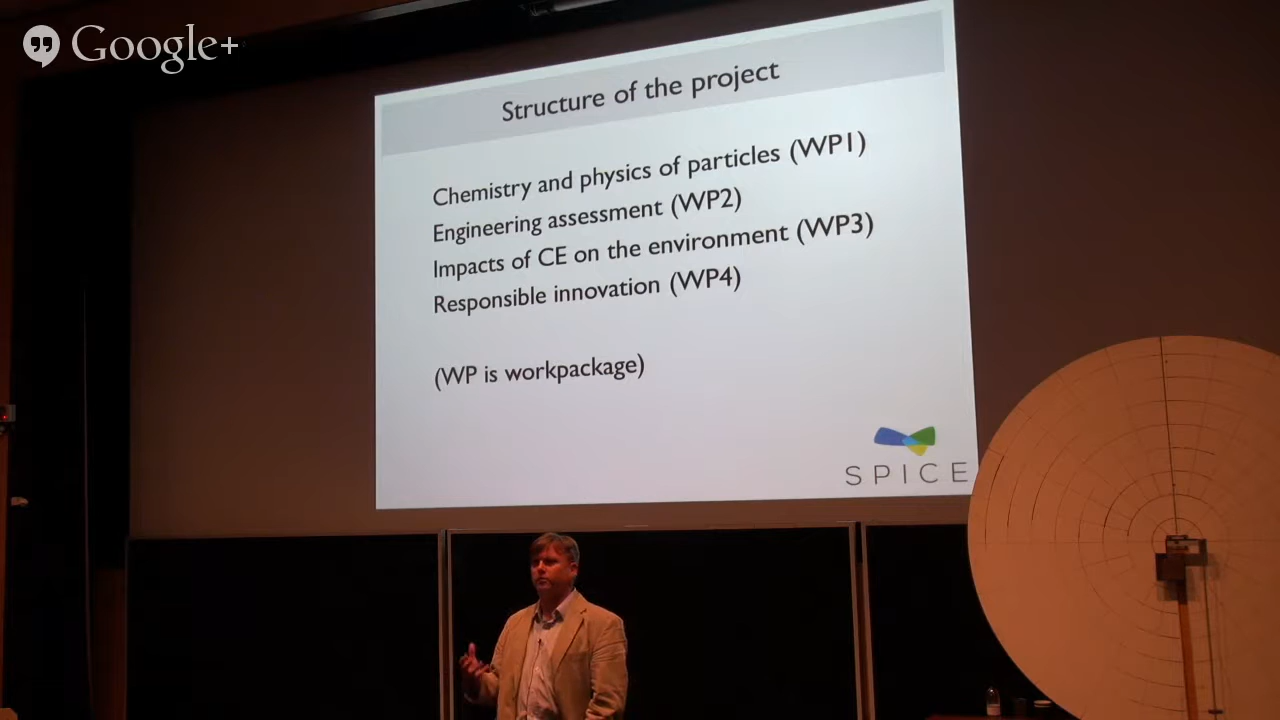 Google+
Structure of the project
Chemistry and physics of particles (WP1)
Engineering assessment (WP2)
Impacts of CE on the environment (WP3)
Responsible innovation (WP4)
(WP is workpackage)
SPICE